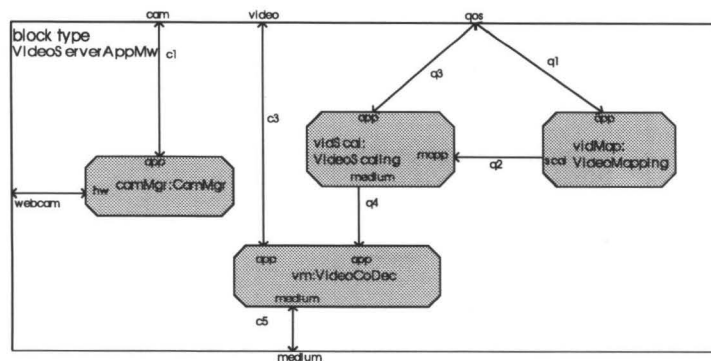 cam
video
qos
block type
VideoServerAppMw
c1
c3
q3
q1
app
app
vidScal:
VideoScaling
mapp
medium
q2
vidMap:
VideoMapping
scal
app
camMgr:CamMgr
hw
webcam
q4
app
app
vm:VideoCoDec
medium
c5
medium